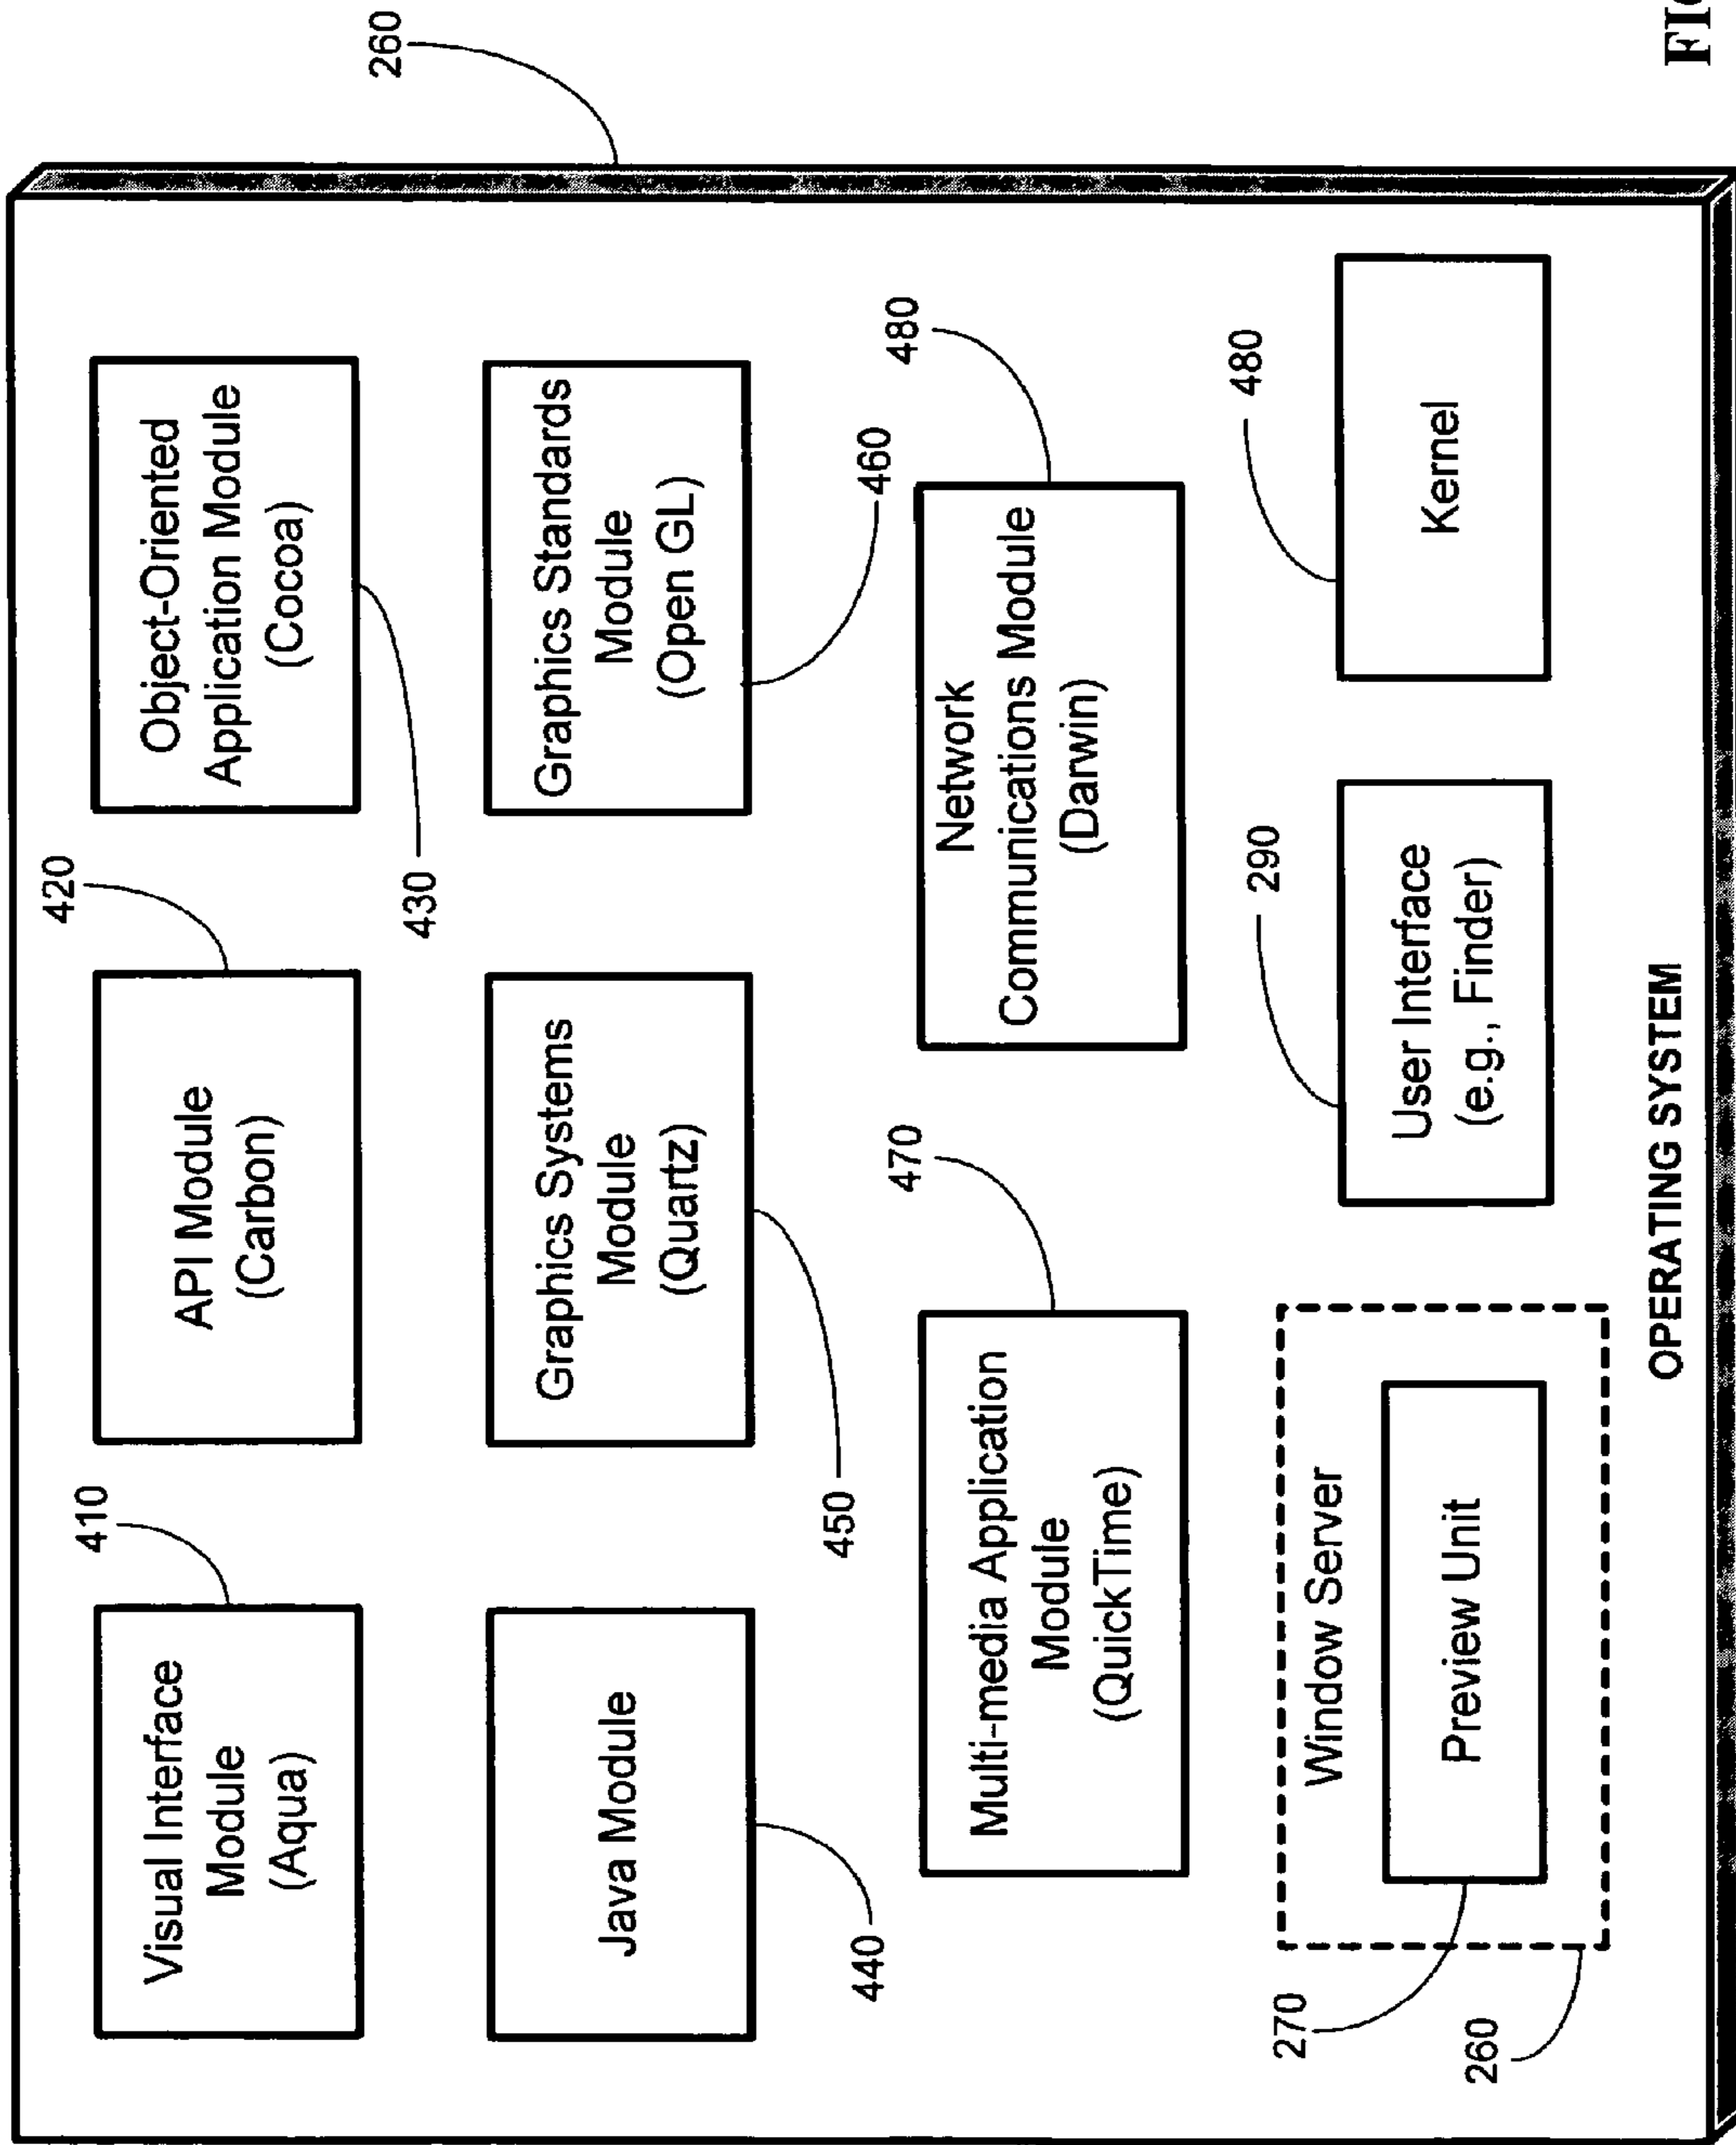 260
410
420
Visual Interface
Module
(Aqua)
API Module
(Carbon)
Object-Oriented
Application Module
(Cocoa)
430
Java Module
Graphics Systems
Module
(Quartz)
Graphics Standards
Module
(Open GL)
440
450
460
470
480
Multi-media Application
Module
(QuickTime)
Network
Communications Module
(Darwin)
270
260
290
480
Window Server
Preview Unit
User Interface
(e.g., Finder)
Kernel
OPERATING SYSTEM